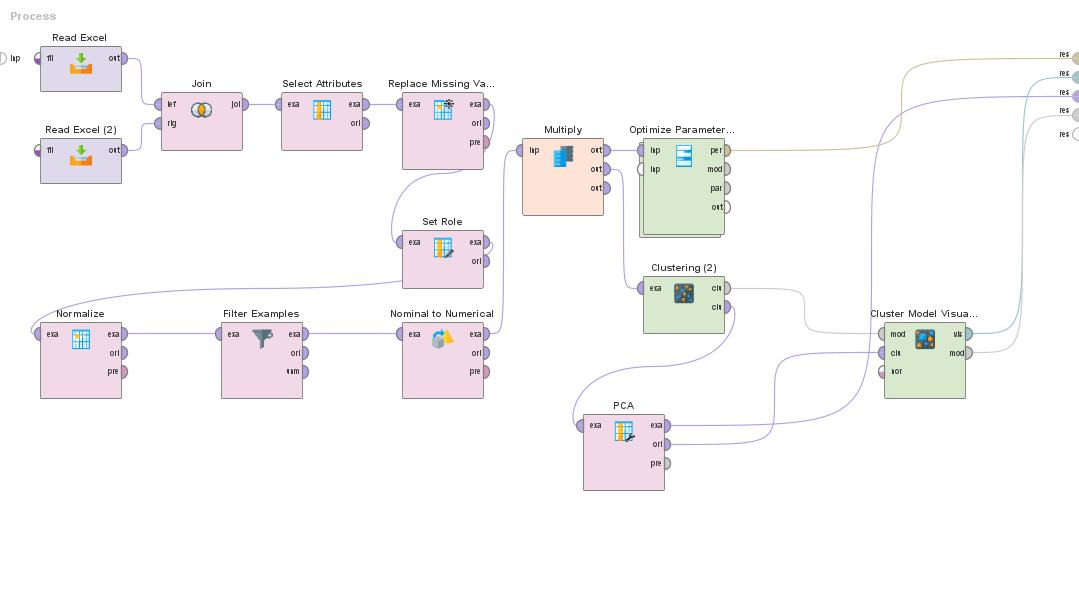 Process
Read Excel
inp
fil
out
Join
lef
rig
joi
Select Attributes
exa
exa
ori
Replace Missing Va...
exa
exa
ori
pre
Read Excel (2)
fil
out
Multiply
inp
out
out
out
Optimize Parameter...
inp
inp
per
mod
par
out
res
res
res
res
res
Set Role
exa
exa
ori
Clustering (2)
exa
clu
clu
Normalize
exa
exa
ori
pre
Filter Examples
exa
exa
ori
unm
Nominal to Numerical
exa
exa
ori
pre
Cluster Model Visua...
mod
clu
nor
vis
mod
PCA
exa
exa
ori
pre